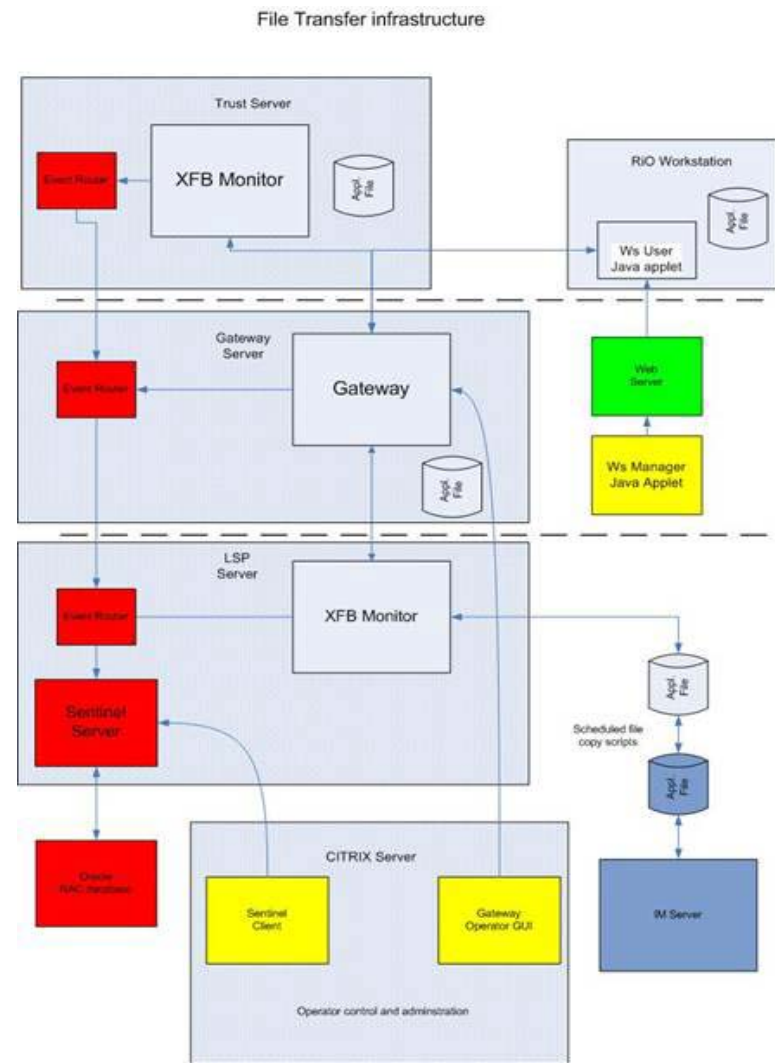 File Transfer infrastructure
Trust Server
Event Router
XFB Monitor
Appl.
File
RiO Workstation
Appl.
File
Ws User
Java applet
Gateway
Server
Event Router
Gateway
Appl.
File
Web
Server
Ws Manager
Java Applet
LSP
Server
Event Router
XFB Monitor
Sentinel
Server
Appl.
File
Scheduled file
copy scripts
Appl.
File
Oracle
RAC database
CITRIX Server
Sentinel
Client
Gateway
Operator GUI
IM Server
Operator control and adminstration